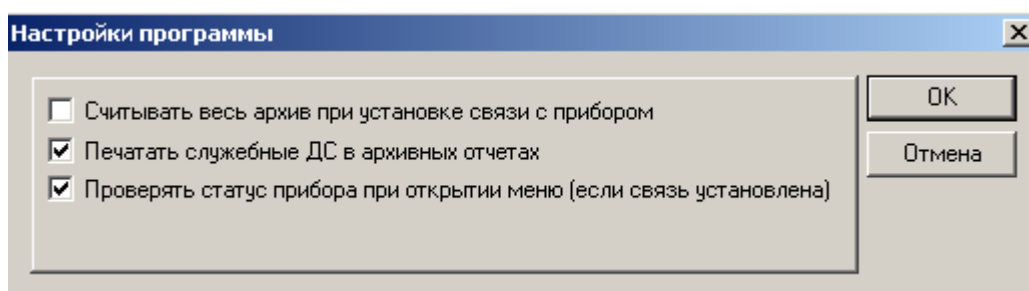 Настройки программы
Считывать весь архив при установке связи с прибором
Печатать служебные ДС в архивных отчетах
Проверять статус прибора при открытии меню (если связь установлена)
OK
Отмена